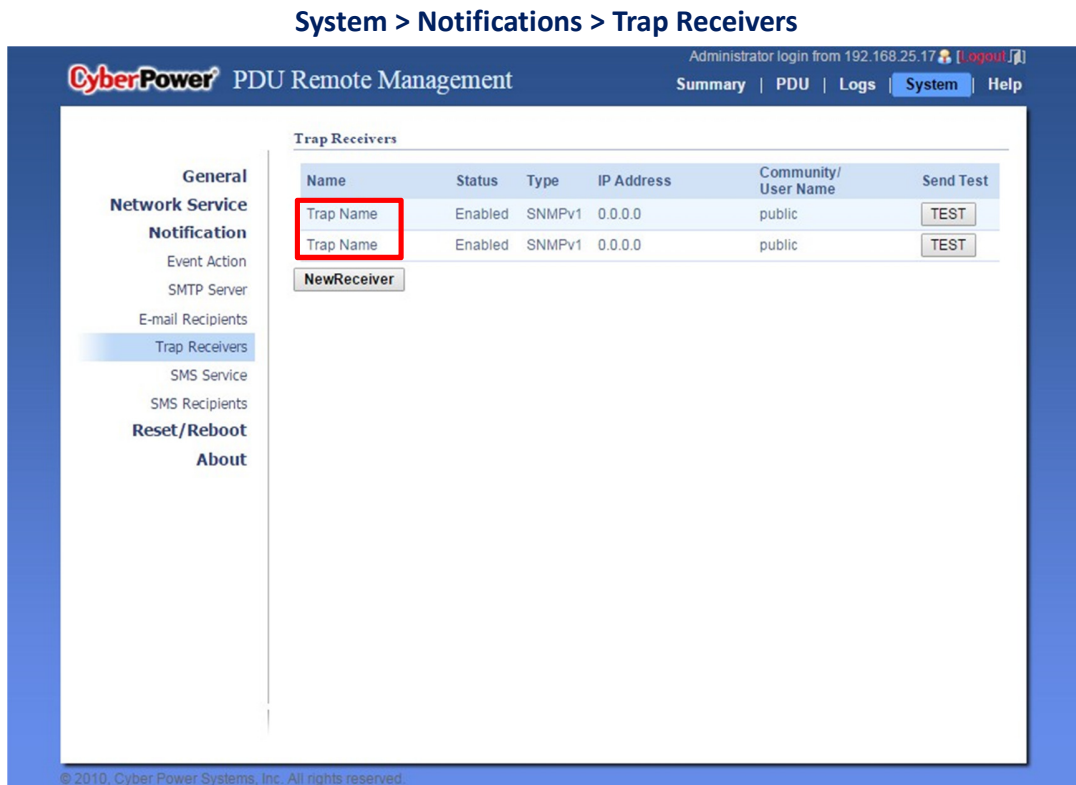 System > Notifications > Trap Receivers
Administrator login from 192.168.25.17 [Logout]
CyberPower® PDU Remote Management
Summary | PDU | Logs | System | Help
Trap Receivers
General
Network Service
Notification
Event Action
SMTP Server
E-mail Recipients
Trap Receivers
SMS Service
SMS Recipients
Reset/Reboot
About
Name Status Type IP Address Community/ User Name Send Test
Trap Name Enabled SNMPv1 0.0.0.0 public TEST
Trap Name Enabled SNMPv1 0.0.0.0 public TEST
NewReceiver
© 2010, Cyber Power Systems, Inc. All rights reserved.